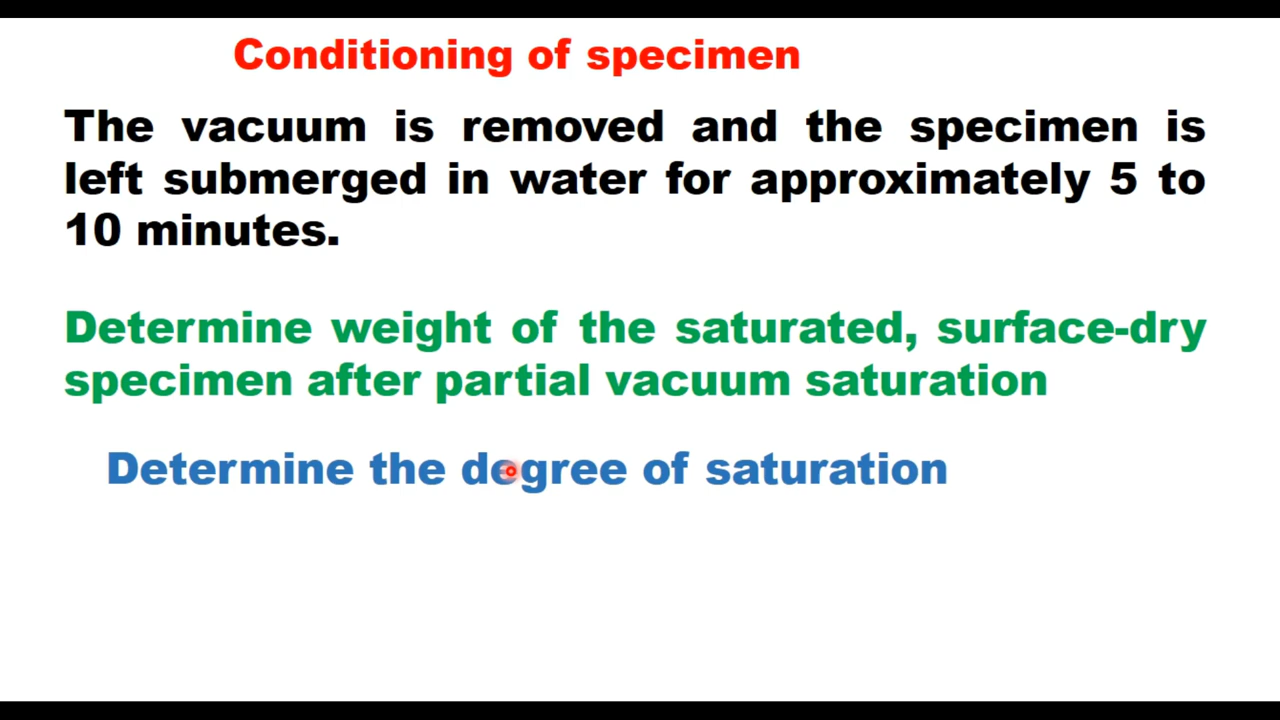 Conditioning of specimen
The vacuum is removed and the specimen is
left submerged in water for approximately 5 to
10 minutes.
Determine weight of the saturated, surface-dry
specimen after partial vacuum saturation
Determine the degree of saturation